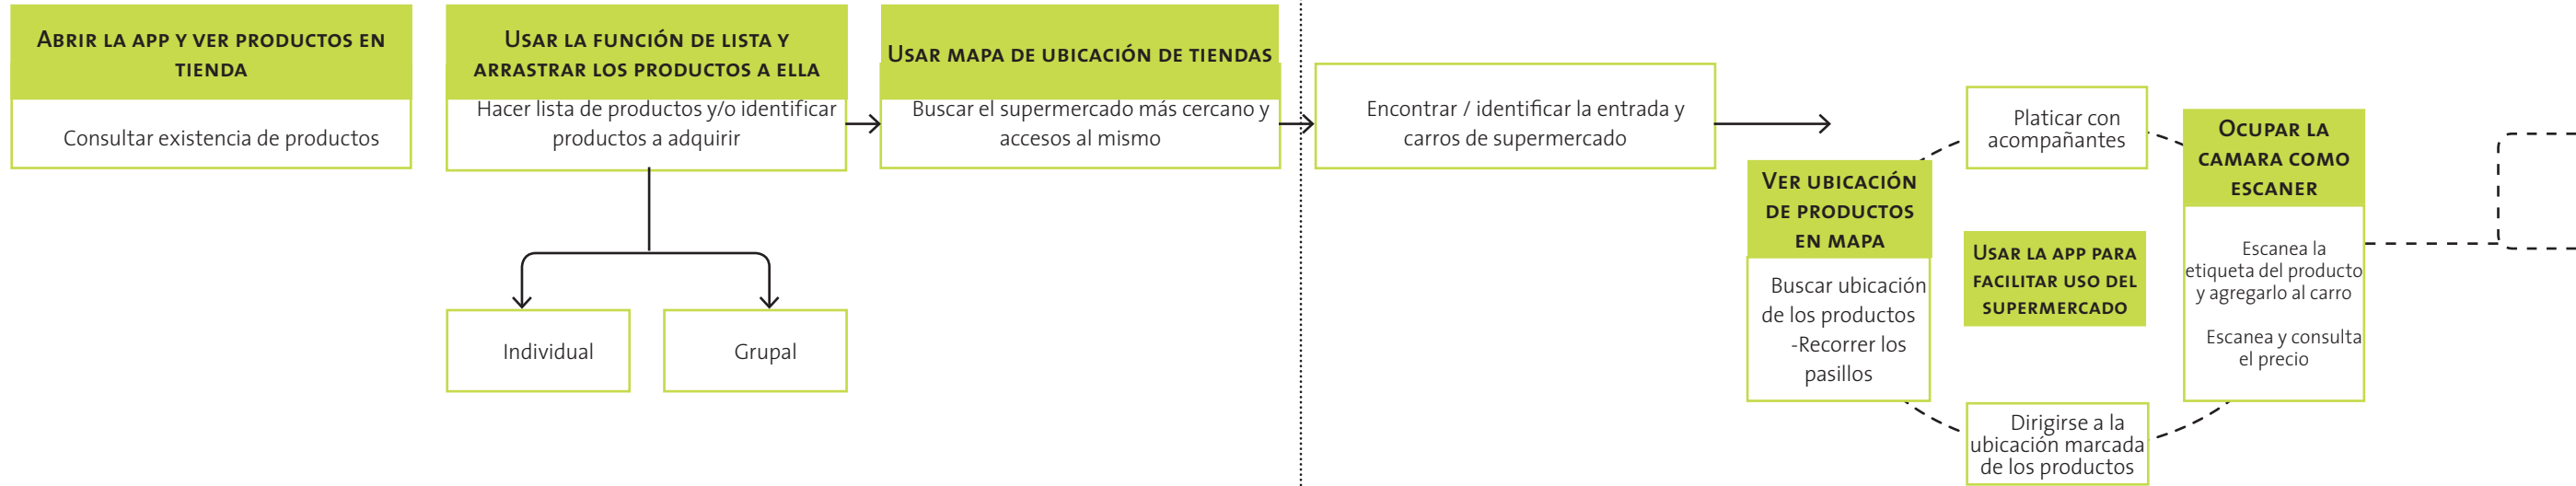 Abrir la app y ver productos en
tienda
Consultar existencia de productos
Usar la función de lista y
arrastrar los productos a ella
Hacer lista de productos y/o identificar
productos a adquirir
Individual
Grupal
Usar mapa de ubicación de tiendas
Buscar el supermercado más cercano y
accesos al mismo
Encontrar / identificar la entrada y
carros de supermercado
Ver ubicación
de productos
en mapa
Buscar ubicación
de los productos
-Recorrer los
pasillos
Platicar con
acompañantes
Usar la app para
facilitar uso del
supermercado
Dirigirse a la
ubicación marcada
de los productos
Ocupar la
camara como
escaner
Escanea la
etiqueta del producto
y agregarlo al carro
Escanea y consulta
el precio